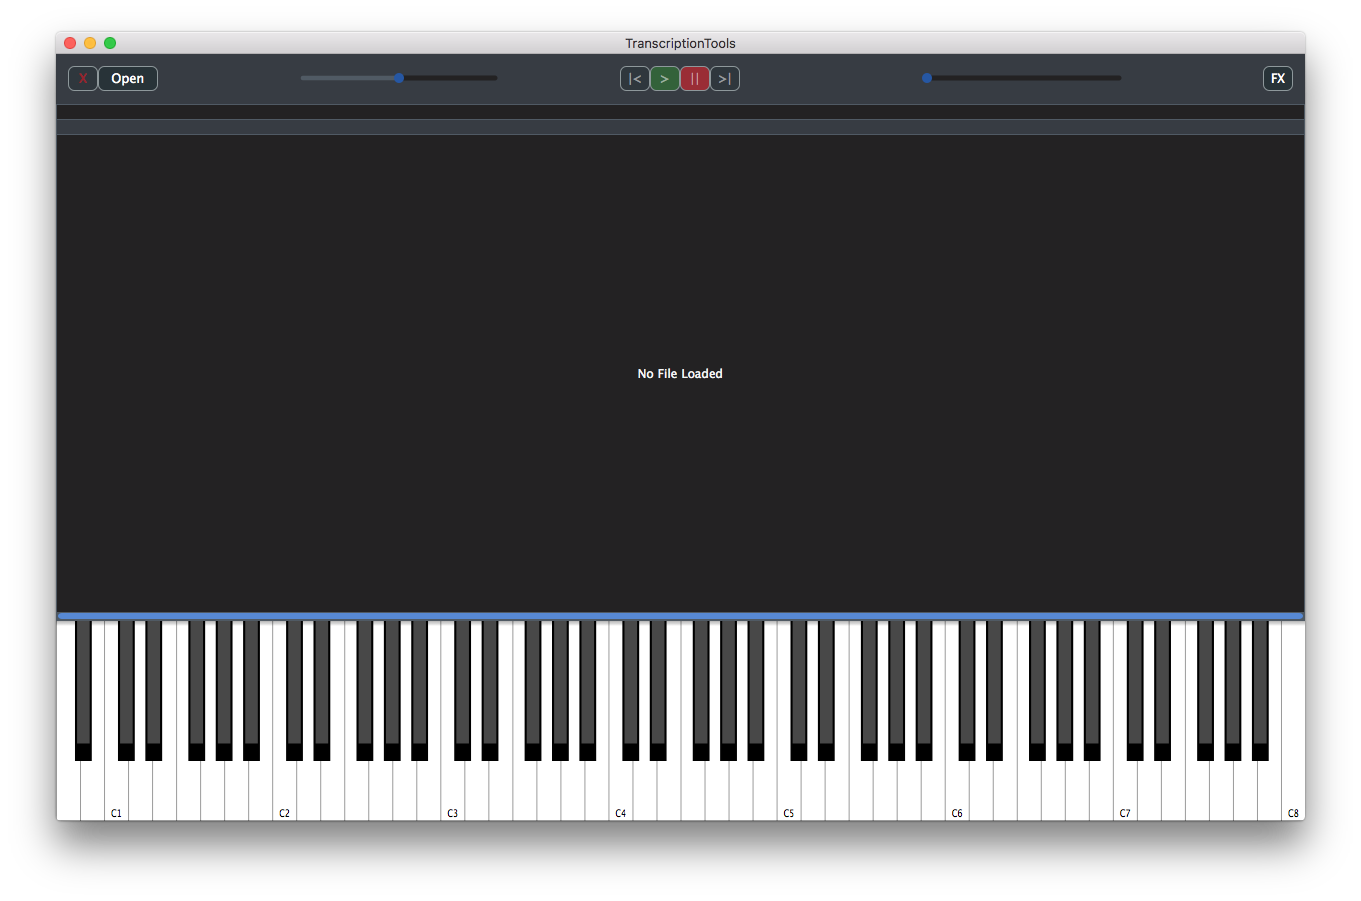 TranscriptionTools
X Open |< > || >| FX
No File Loaded
C1 C2 C3 C4 C5 C6 C7 C8